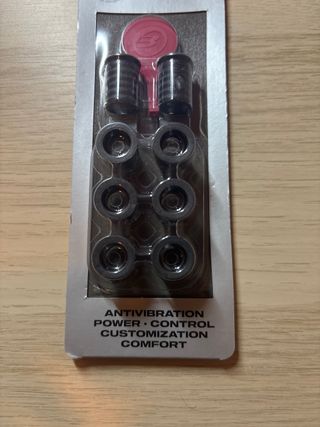 ANTIVIBRATION
POWER • CONTROL
CUSTOMIZATION
COMFORT